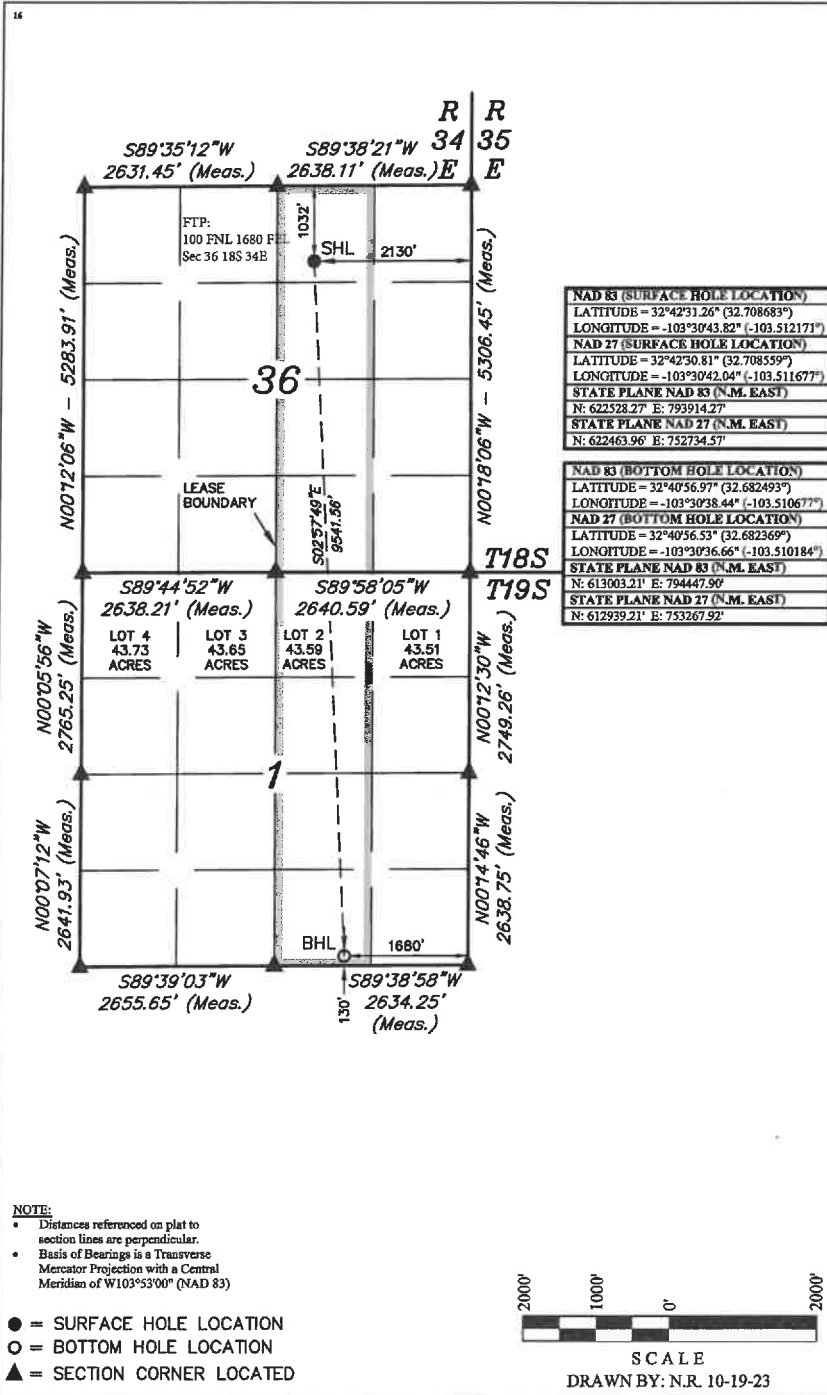 16
R R
34 35
E E
S89°35'12"W
2631.45' (Meas.)
S89°38'21"W
2638.11' (Meas.)
FTP:
100 FNL 1680 FEL
Sec 36 18S 34E
1032'
SHL
2130'
N00°12'06"W - 5283.91' (Meas.)
N00°18'06"W - 5306.45' (Meas.)
36
LEASE
BOUNDARY
S02°57'49"E
9541.56'
NAD 83 (SURFACE HOLE LOCATION)
LATITUDE = 32°42'31.26" (32.708683°)
LONGITUDE = -103°30'43.82" (-103.512171°)
NAD 27 (SURFACE HOLE LOCATION)
LATITUDE = 32°42'30.81" (32.708559°)
LONGITUDE = -103°30'42.04" (-103.511677°)
STATE PLANE NAD 83 (N.M. EAST)
N: 622528.27' E: 793914.27'
STATE PLANE NAD 27 (N.M. EAST)
N: 622463.96' E: 752734.57'
NAD 83 (BOTTOM HOLE LOCATION)
LATITUDE = 32°40'56.97" (32.682493°)
LONGITUDE = -103°30'38.44" (-103.510677°)
NAD 27 (BOTTOM HOLE LOCATION)
LATITUDE = 32°40'56.53" (32.682369°)
LONGITUDE = -103°30'36.66" (-103.510184°)
STATE PLANE NAD 83 (N.M. EAST)
N: 613003.21' E: 794447.90'
STATE PLANE NAD 27 (N.M. EAST)
N: 612939.21' E: 753267.92'
T18S
T19S
S89°44'52"W
2638.21' (Meas.)
S89°58'05"W
2640.59' (Meas.)
LOT 4
43.73
ACRES
LOT 3
43.65
ACRES
LOT 2
43.59
ACRES
LOT 1
43.51
ACRES
N00°05'56"W
2765.25' (Meas.)
N00°12'30"W
2749.26' (Meas.)
1
N00°07'12"W
2641.93' (Meas.)
N00°14'46"W
2638.75' (Meas.)
BHL
1680'
S89°39'03"W
2655.65' (Meas.)
130'
S89°38'58"W
2634.25'
(Meas.)
NOTE:
• Distances referenced on plat to
section lines are perpendicular.
• Basis of Bearings is a Transverse
Mercator Projection with a Central
Meridian of W103°53'00" (NAD 83)
● = SURFACE HOLE LOCATION
○ = BOTTOM HOLE LOCATION
▲ = SECTION CORNER LOCATED
2000' 1000' 0' 2000'
SCALE
DRAWN BY: N.R. 10-19-23